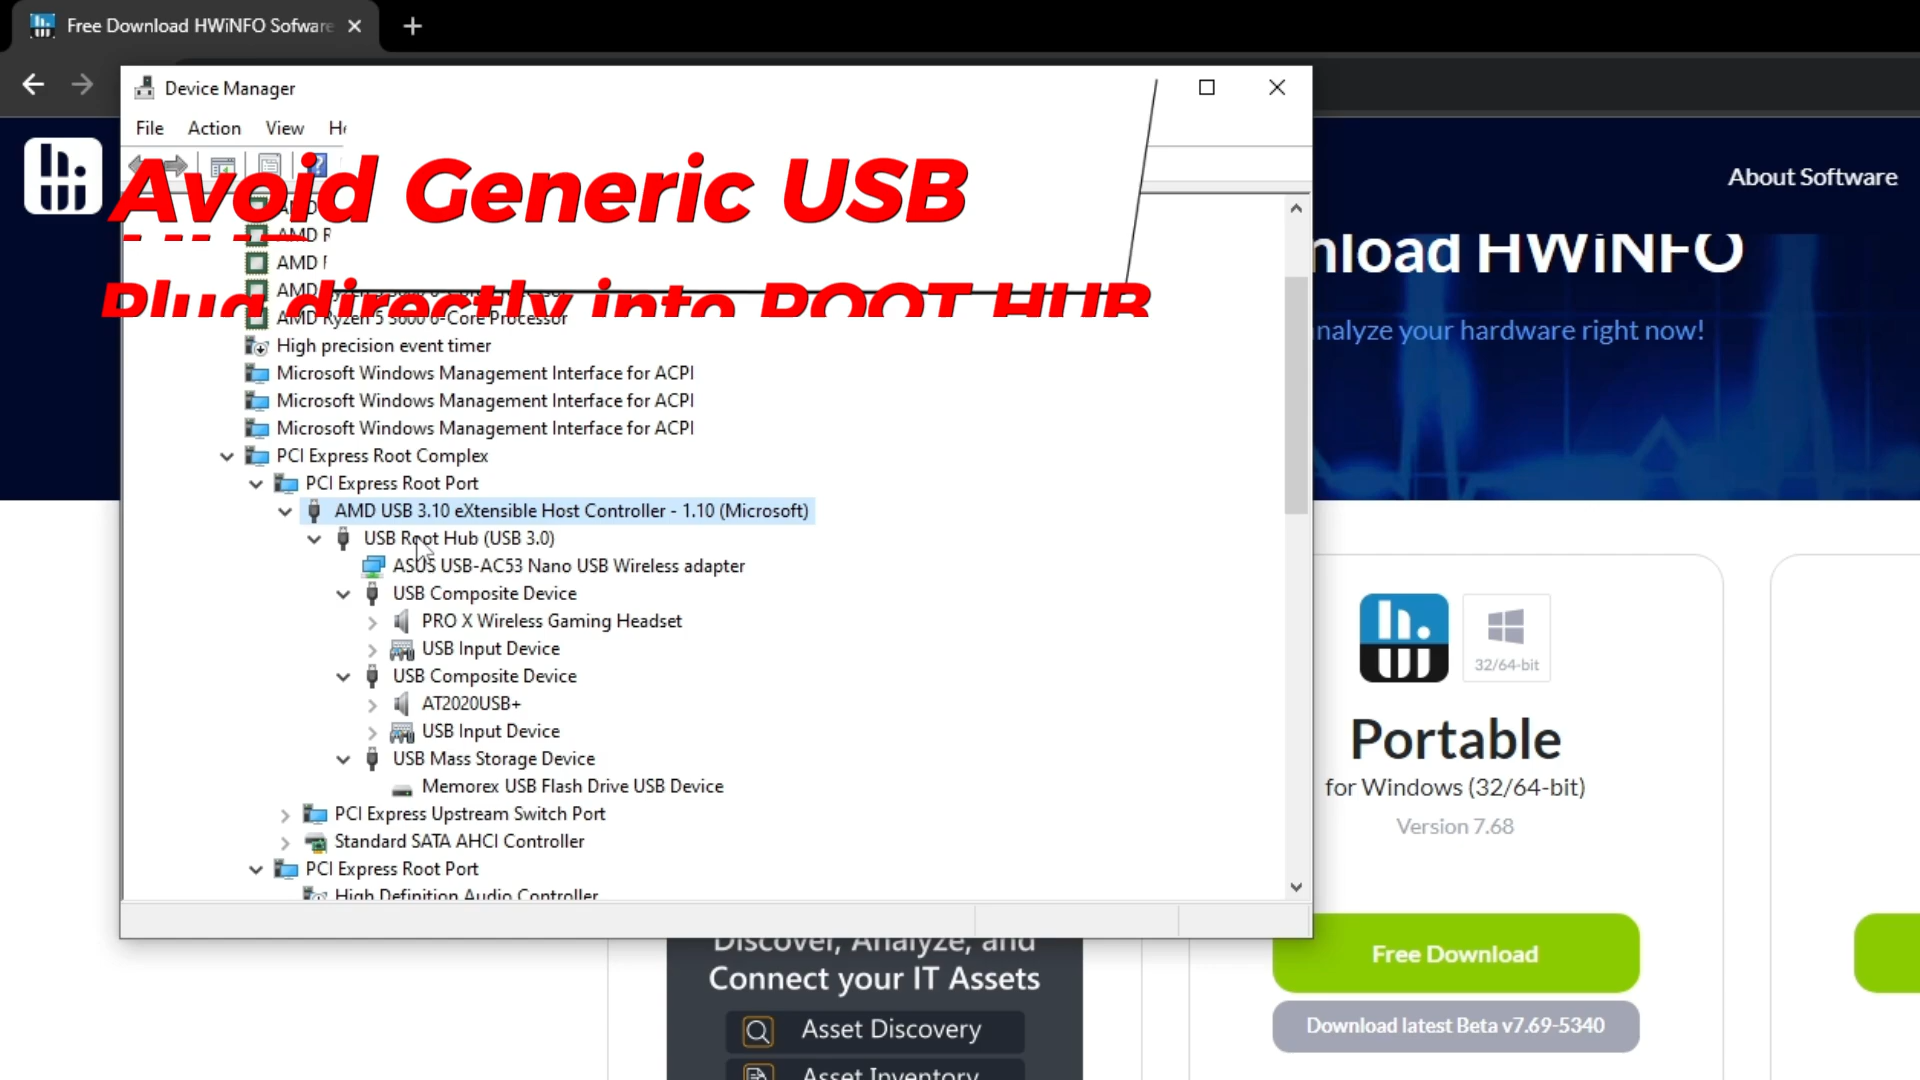 Free Download HWiNFO Sofware
Device Manager
File Action View
Avoid Generic USB
AMD
AMD
AMD
Plug directly into ROOT HUB
AMD Ryzen 5 3600 6-Core Processor
High precision event timer
Microsoft Windows Management Interface for ACPI
Microsoft Windows Management Interface for ACPI
Microsoft Windows Management Interface for ACPI
PCI Express Root Complex
PCI Express Root Port
AMD USB 3.10 eXtensible Host Controller - 1.10 (Microsoft)
USB Root Hub (USB 3.0)
ASUS USB-AC53 Nano USB Wireless adapter
USB Composite Device
PRO X Wireless Gaming Headset
USB Input Device
USB Composite Device
AT2020USB+
USB Input Device
USB Mass Storage Device
Memorex USB Flash Drive USB Device
PCI Express Upstream Switch Port
Standard SATA AHCI Controller
PCI Express Root Port
High Definition Audio Controller
About Software
nload HWiNFO
nalyze your hardware right now!
32/64-bit
Portable
for Windows (32/64-bit)
Version 7.68
Free Download
Download latest Beta v7.69-5340
Discover, Analyze, and
Connect your IT Assets
Asset Discovery
Asset Inventory